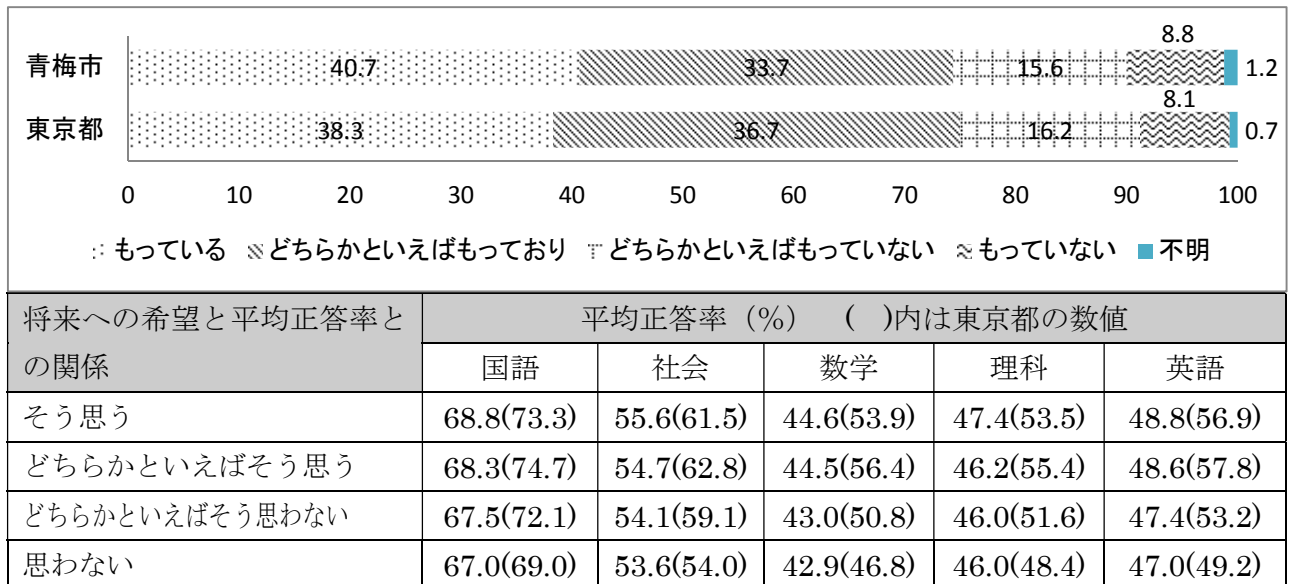 8.8
青梅市 40.7 33.7 15.6 1.2
8.1
東京都 38.3 36.7 16.2 0.7
0 10 20 30 40 50 60 70 80 90 100
もっている どちらかといえばもっており どちらかといえばもっていない もっていない 不明
将来への希望と平均正答率との関係 平均正答率（%） （ ）内は東京都の数値
国語 社会 数学 理科 英語
そう思う 68.8(73.3) 55.6(61.5) 44.6(53.9) 47.4(53.5) 48.8(56.9)
どちらかといえばそう思う 68.3(74.7) 54.7(62.8) 44.5(56.4) 46.2(55.4) 48.6(57.8)
どちらかといえばそう思わない 67.5(72.1) 54.1(59.1) 43.0(50.8) 46.0(51.6) 47.4(53.2)
思わない 67.0(69.0) 53.6(54.0) 42.9(46.8) 46.0(48.4) 47.0(49.2)